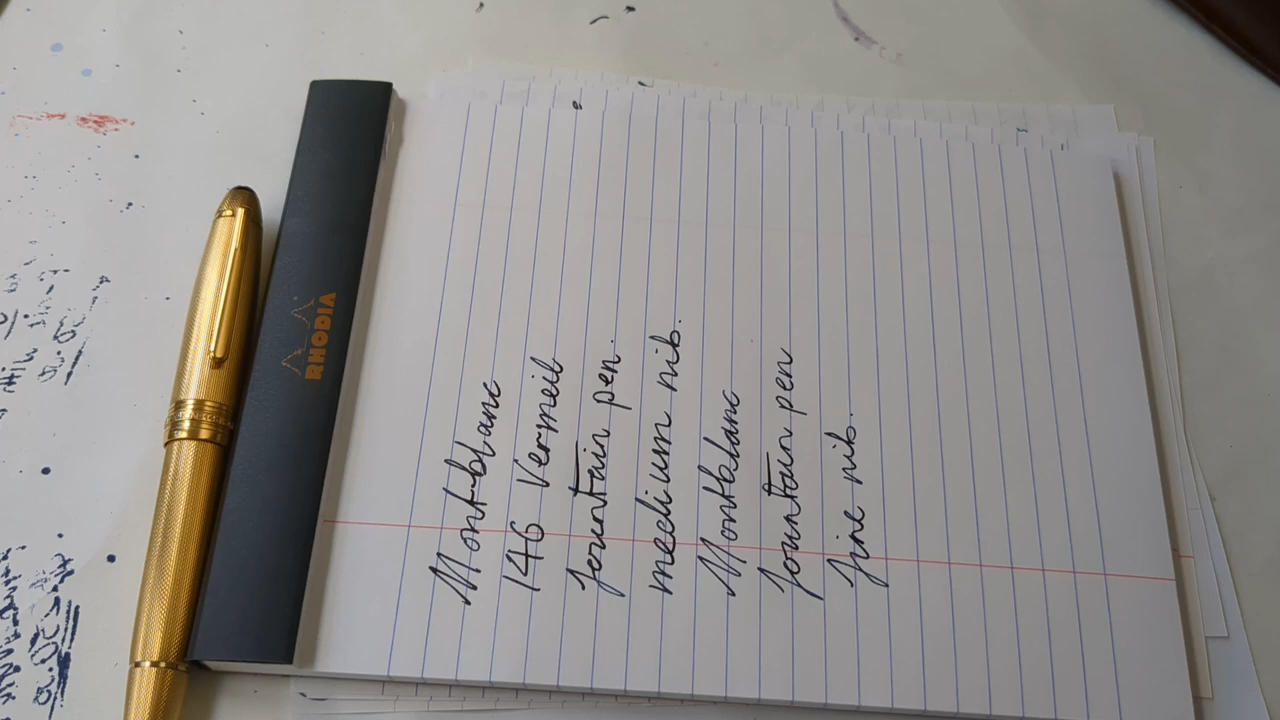 RHODIA
Montblanc
146 Vermeil
fountain pen.
medium nib.
Montblanc
fountain pen
fine nib.